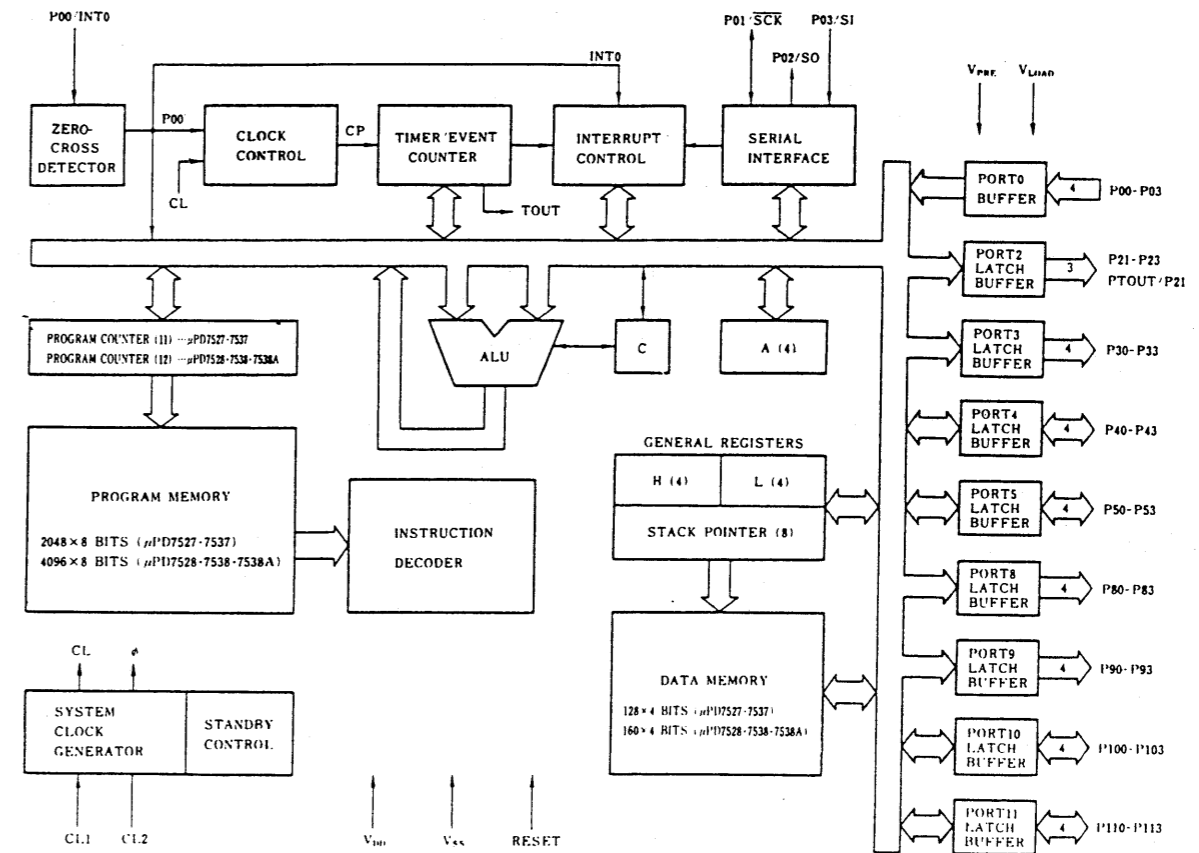 P00/INT0
P01/SCK
P03/SI
P02/SO
INT0
VPRE
VLOAD
ZERO-
CROSS
DETECTOR
P00
CL
CLOCK
CONTROL
CP
TIMER/EVENT
COUNTER
TOUT
INTERRUPT
CONTROL
SERIAL
INTERFACE
PORT0
BUFFER
4
P00-P03
PORT2
LATCH
BUFFER
3
P21-P23
PTOUT/P21
PROGRAM COUNTER (11) ···μPD7527·7537
PROGRAM COUNTER (12) ···μPD7528·7538·7538A
ALU
C
A (4)
PORT3
LATCH
BUFFER
4
P30-P33
PORT4
LATCH
BUFFER
4
P40-P43
PROGRAM MEMORY
2048×8 BITS (μPD7527·7537)
4096×8 BITS (μPD7528·7538·7538A)
INSTRUCTION
DECODER
GENERAL REGISTERS
H (4)
L (4)
STACK POINTER (8)
PORT5
LATCH
BUFFER
4
P50-P53
PORT8
LATCH
BUFFER
4
P80-P83
CL
φ
SYSTEM
CLOCK
GENERATOR
STANDBY
CONTROL
DATA MEMORY
128×4 BITS (μPD7527·7537)
160×4 BITS (μPD7528·7538·7538A)
PORT9
LATCH
BUFFER
4
P90-P93
PORT10
LATCH
BUFFER
4
P100-P103
PORT11
LATCH
BUFFER
4
P110-P113
CL1
CL2
VDD
VSS
RESET